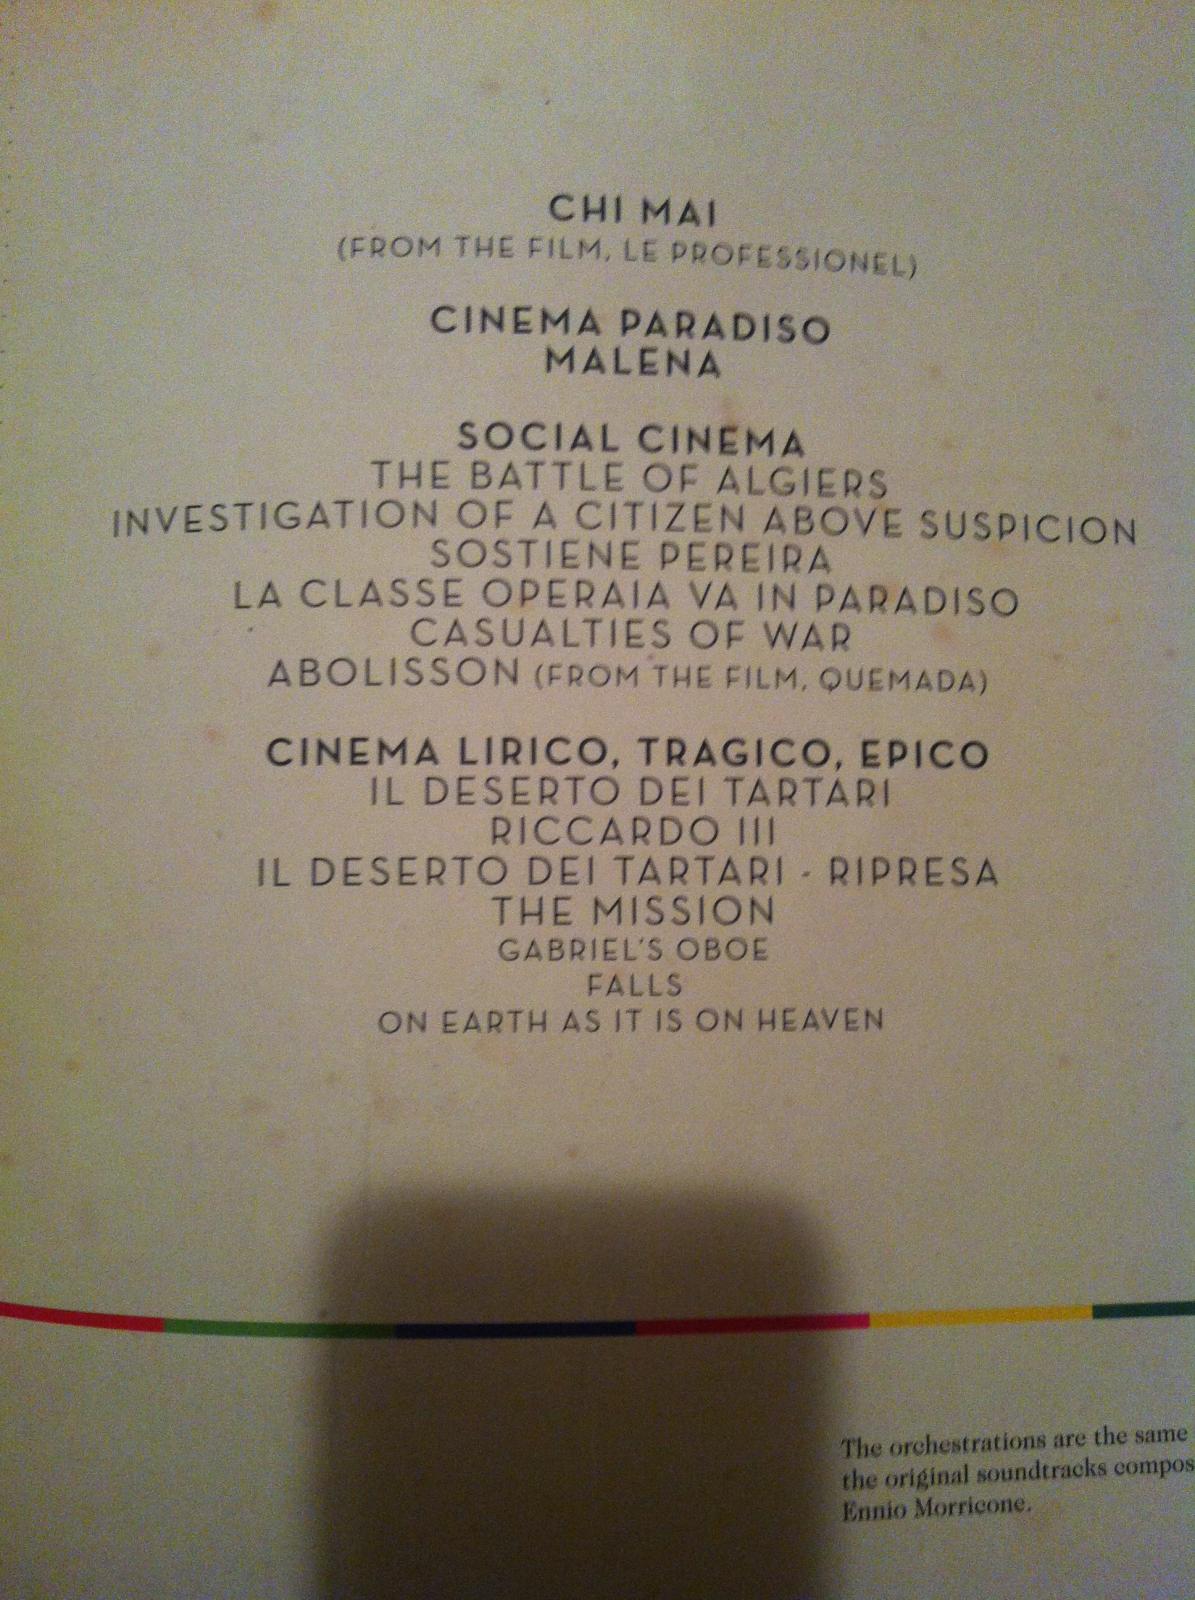 CHI MAI
(FROM THE FILM, LE PROFESSIONEL)
CINEMA PARADISO
MALENA
SOCIAL CINEMA
THE BATTLE OF ALGIERS
INVESTIGATION OF A CITIZEN ABOVE SUSPICION
SOSTIENE PEREIRA
LA CLASSE OPERAIA VA IN PARADISO
CASUALTIES OF WAR
ABOLISSON (FROM THE FILM, QUEMADA)
CINEMA LIRICO, TRAGICO, EPICO
IL DESERTO DEI TARTARI
RICCARDO III
IL DESERTO DEI TARTARI - RIPRESA
THE MISSION
GABRIEL'S OBOE
FALLS
ON EARTH AS IT IS ON HEAVEN
The orchestrations are the same
the original soundtracks compos
Ennio Morricone.